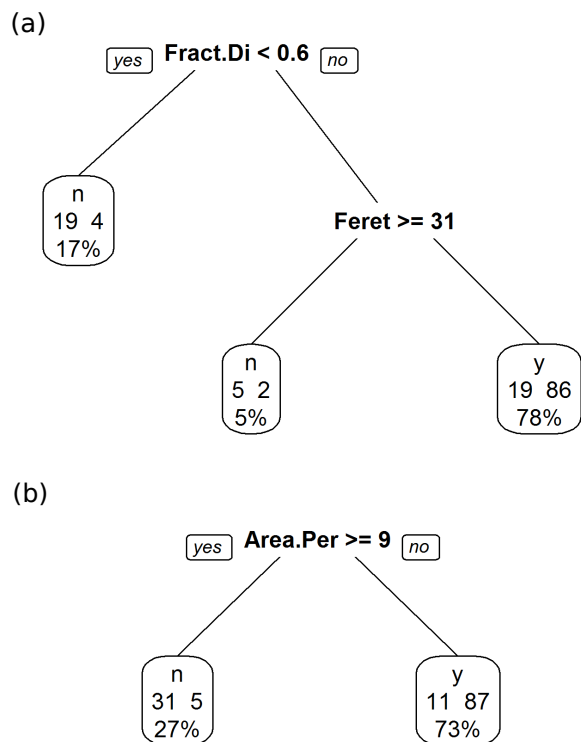 (a)
yes Fract.Di < 0.6 no
n
19 4
17%
Feret >= 31
n
5 2
5%
y
19 86
78%
(b)
yes Area.Per >= 9 no
n
31 5
27%
y
11 87
73%